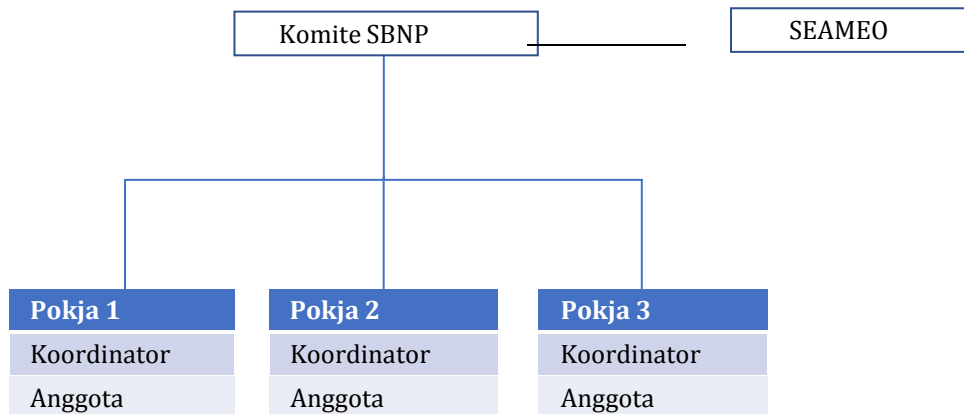 Komite SBNP
SEAMEO
Pokja 1
Pokja 2
Pokja 3
Koordinator
Koordinator
Koordinator
Anggota
Anggota
Anggota